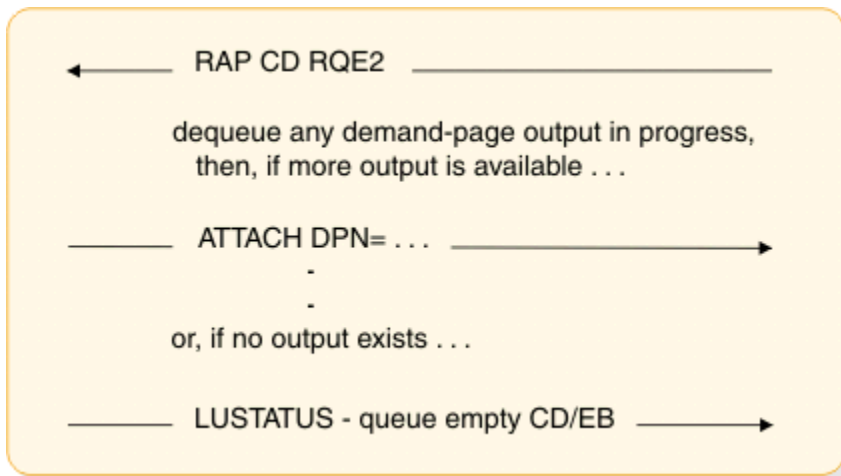 RAP CD RQE2
dequeue any demand-page output in progress,
then, if more output is available . . .
ATTACH DPN= . . .
-
-
or, if no output exists . . .
LUSTATUS - queue empty CD/EB